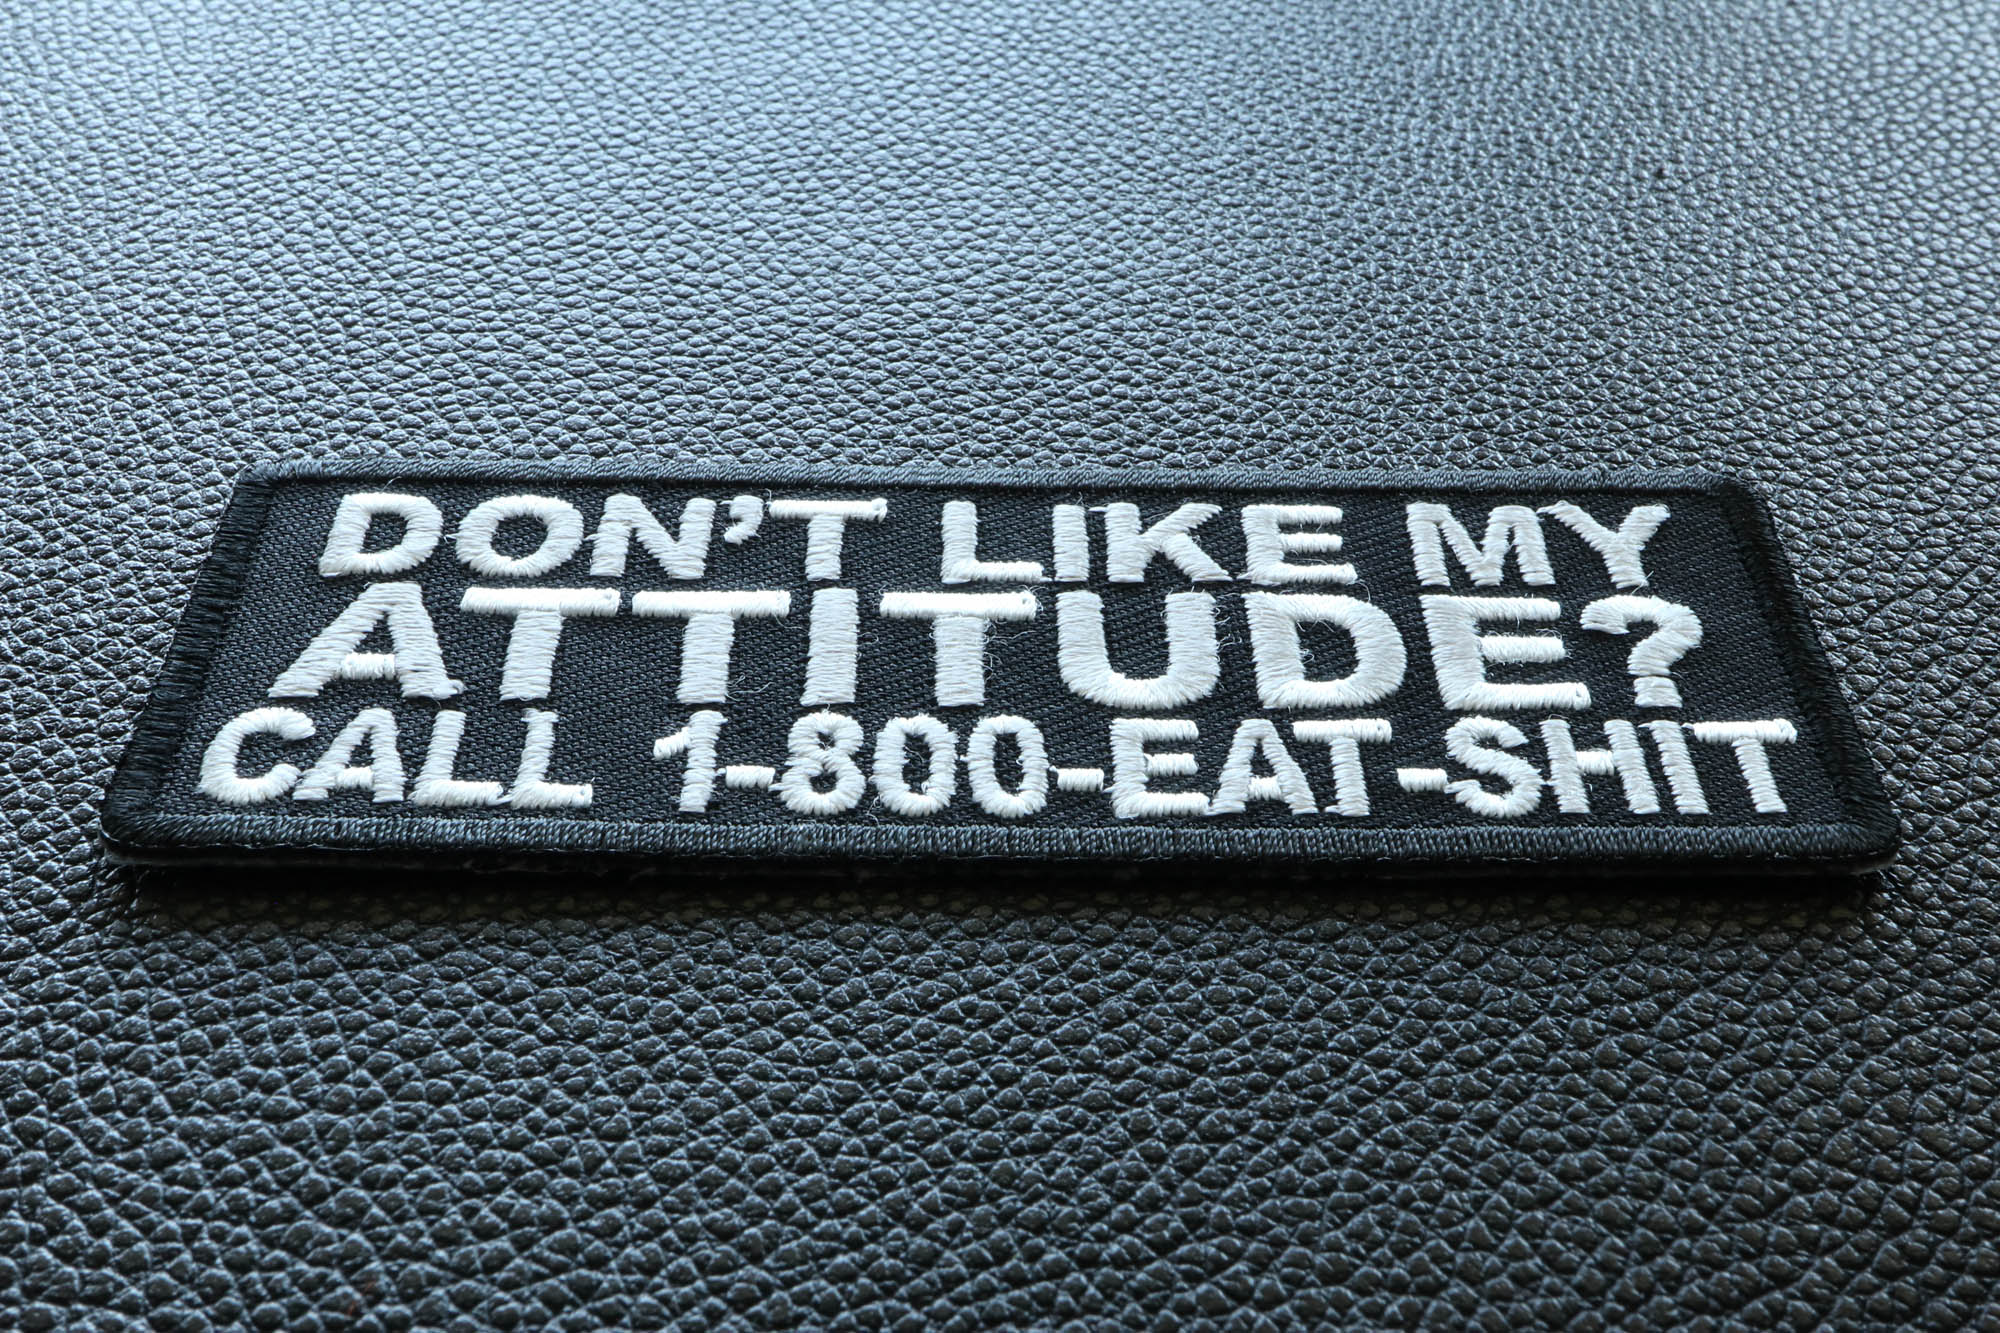 DON'T LIKE MY
ATTITUDE?
CALL 1-800-EAT-SHIT